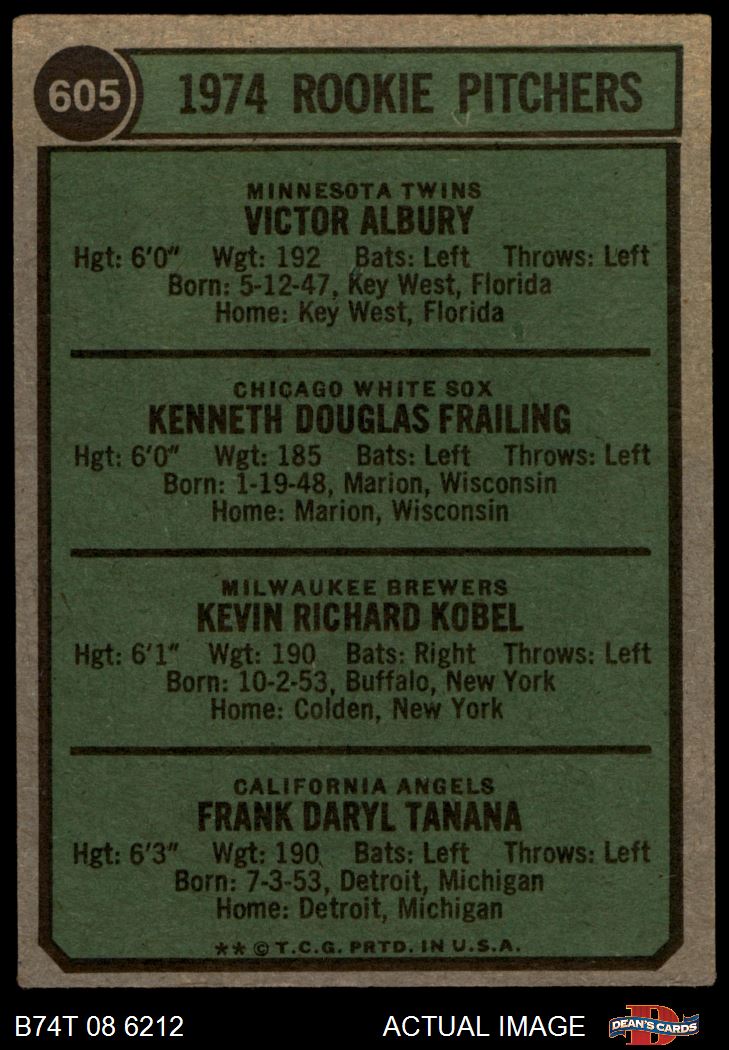 605
1974 ROOKIE PITCHERS
MINNESOTA TWINS
VICTOR ALBURY
Hgt: 6'0" Wgt: 192 Bats: Left Throws: Left
Born: 5-12-47, Key West, Florida
Home: Key West, Florida
CHICAGO WHITE SOX
KENNETH DOUGLAS FRAILING
Hgt: 6'0" Wgt: 185 Bats: Left Throws: Left
Born: 1-19-48, Marion, Wisconsin
Home: Marion, Wisconsin
MILWAUKEE BREWERS
KEVIN RICHARD KOBEL
Hgt: 6'1" Wgt: 190 Bats: Right Throws: Left
Born: 10-2-53, Buffalo, New York
Home: Colden, New York
CALIFORNIA ANGELS
FRANK DARYL TANANA
Hgt: 6'3" Wgt: 190 Bats: Left Throws: Left
Born: 7-3-53, Detroit, Michigan
Home: Detroit, Michigan
** © T.C.G. PRTD. IN U.S.A.
B74T 08 6212 ACTUAL IMAGE D DEAN'S CARDS